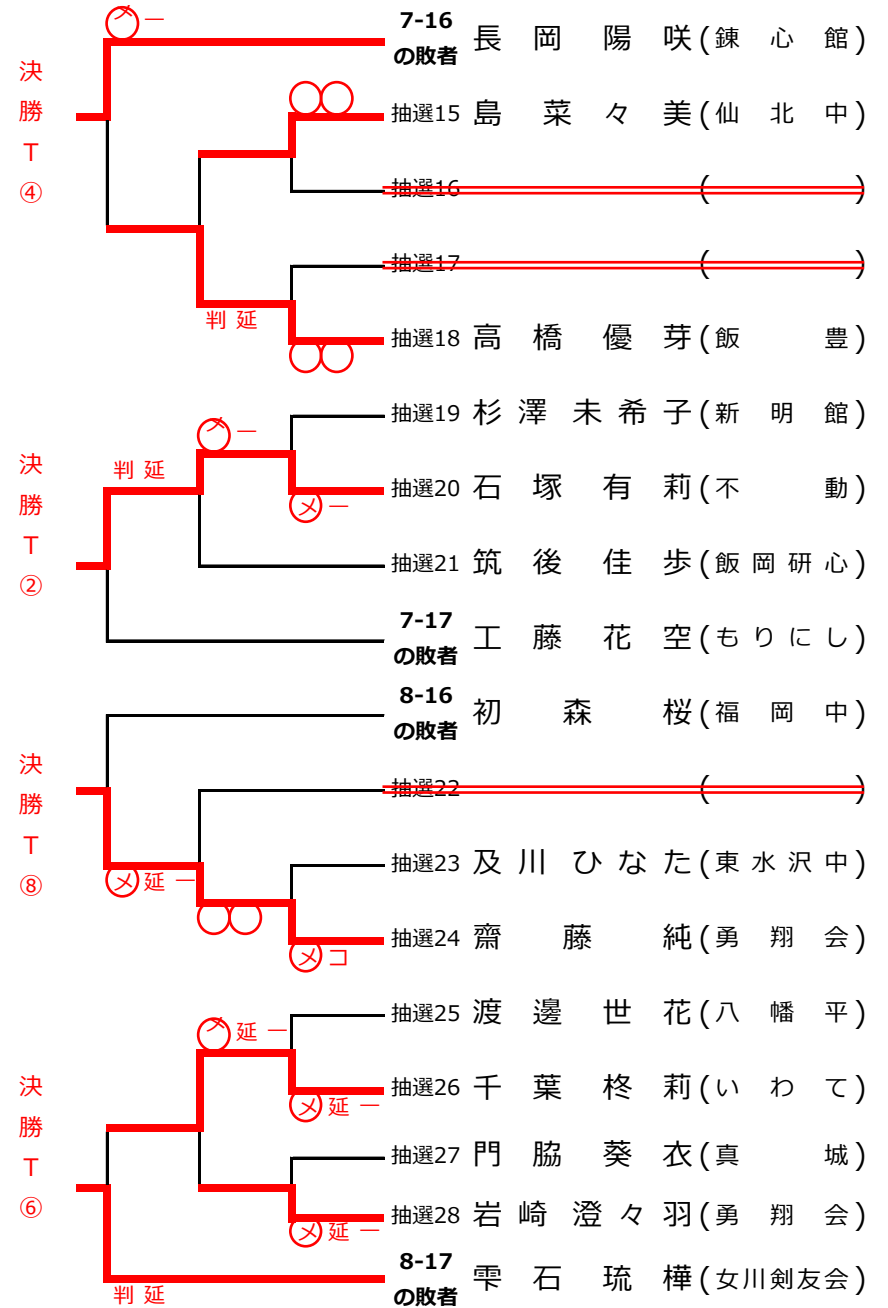 メ ー
7-16 の敗者 長岡陽咲(錬心館)
決勝T④
抽選15 島菜々美(仙北中)
抽選16 ( )
抽選17 ( )
判 延
抽選18 高橋優芽(飯豊)
抽選19 杉澤未希子(新明館)
メ ー
決勝T②
判 延
抽選20 石塚有莉(不動)
メ ー
抽選21 筑後佳歩(飯岡研心)
7-17 の敗者 工藤花空(もりにし)
8-16 の敗者 初森桜(福岡中)
決勝T⑧
抽選22 ( )
抽選23 及川ひなた(東水沢中)
メ 延 ー
抽選24 齋藤純(勇翔会)
メ コ
抽選25 渡邊世花(八幡平)
メ 延 ー
決勝T⑥
抽選26 千葉柊莉(いわて)
メ 延 ー
抽選27 門脇葵衣(真城)
抽選28 岩崎澄々羽(勇翔会)
メ 延 ー
8-17 の敗者 雫石琉樺(女川剣友会)
判 延